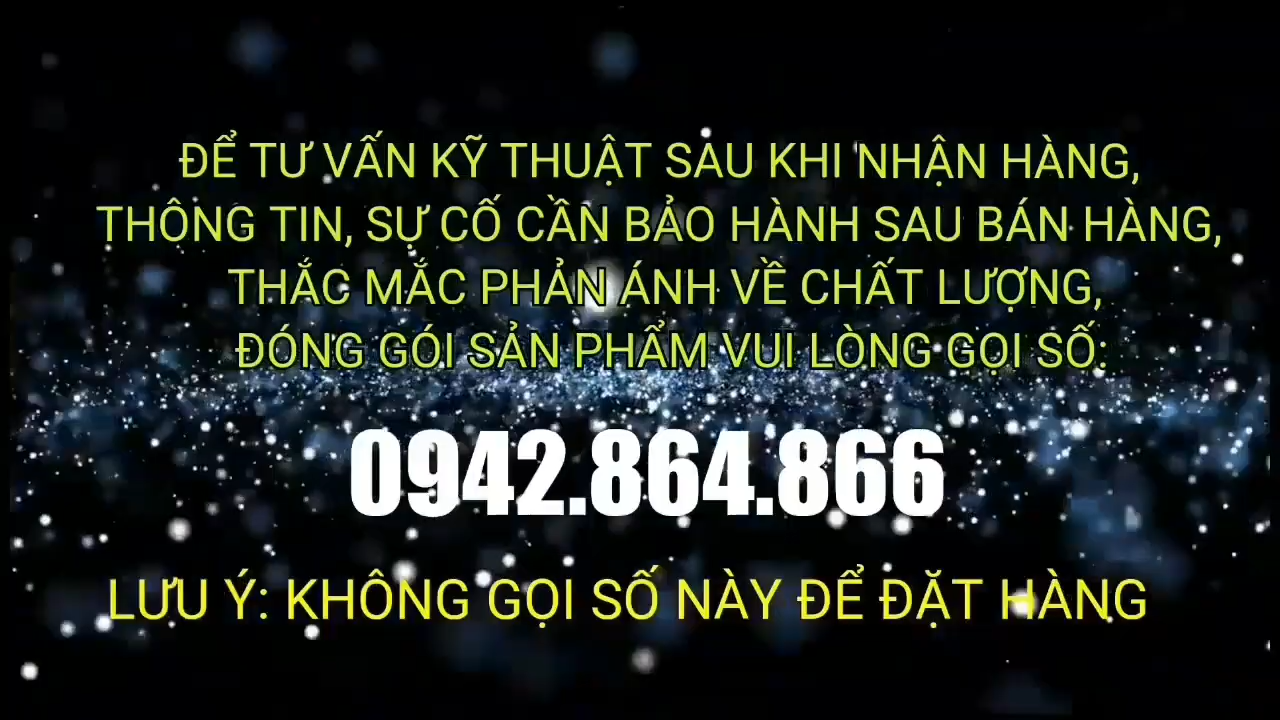 ĐỂ TƯ VẤN KỸ THUẬT SAU KHI NHẬN HÀNG,
THÔNG TIN, SỰ CỐ CẦN BẢO HÀNH SAU BÁN HÀNG,
THẮC MẮC PHẢN ÁNH VỀ CHẤT LƯỢNG,
ĐÓNG GÓI SẢN PHẨM VUI LÒNG GỌI SỐ:
0942.864.866
LƯU Ý: KHÔNG GỌI SỐ NÀY ĐỂ ĐẶT HÀNG